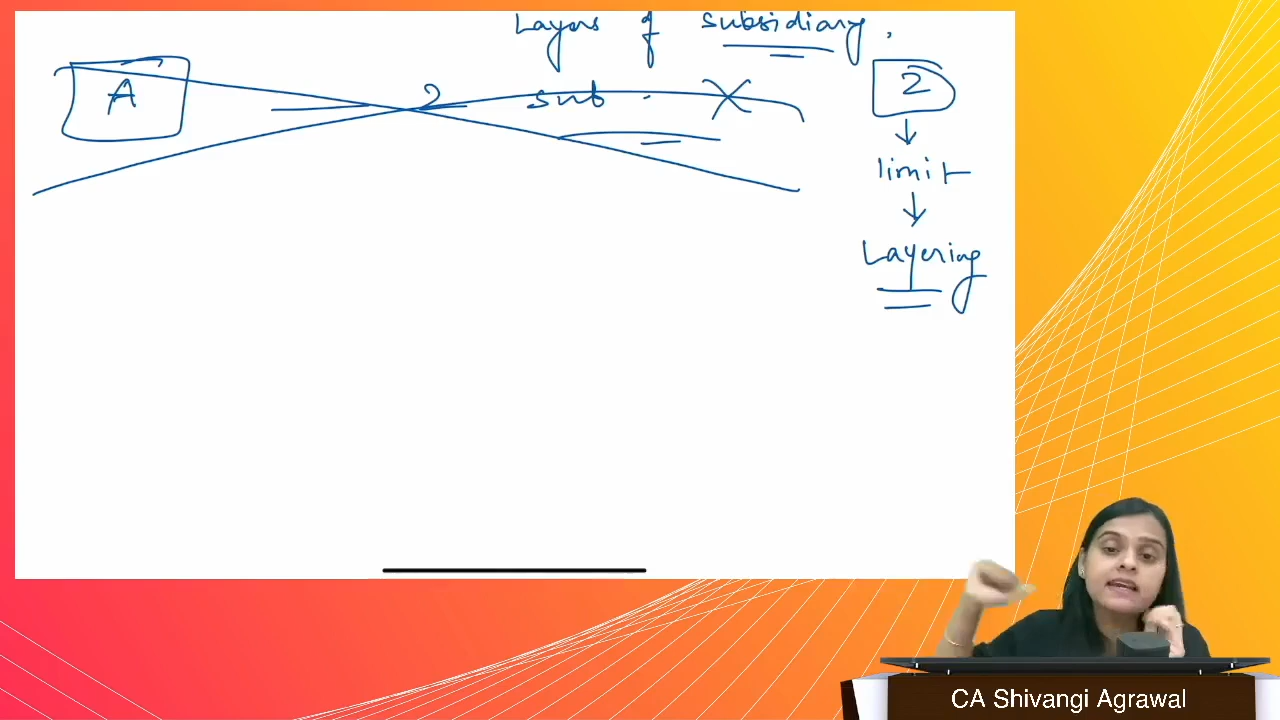 Layers of subsidiary.
A 2 sub. X 2
limit
Layering
CA Shivangi Agrawal